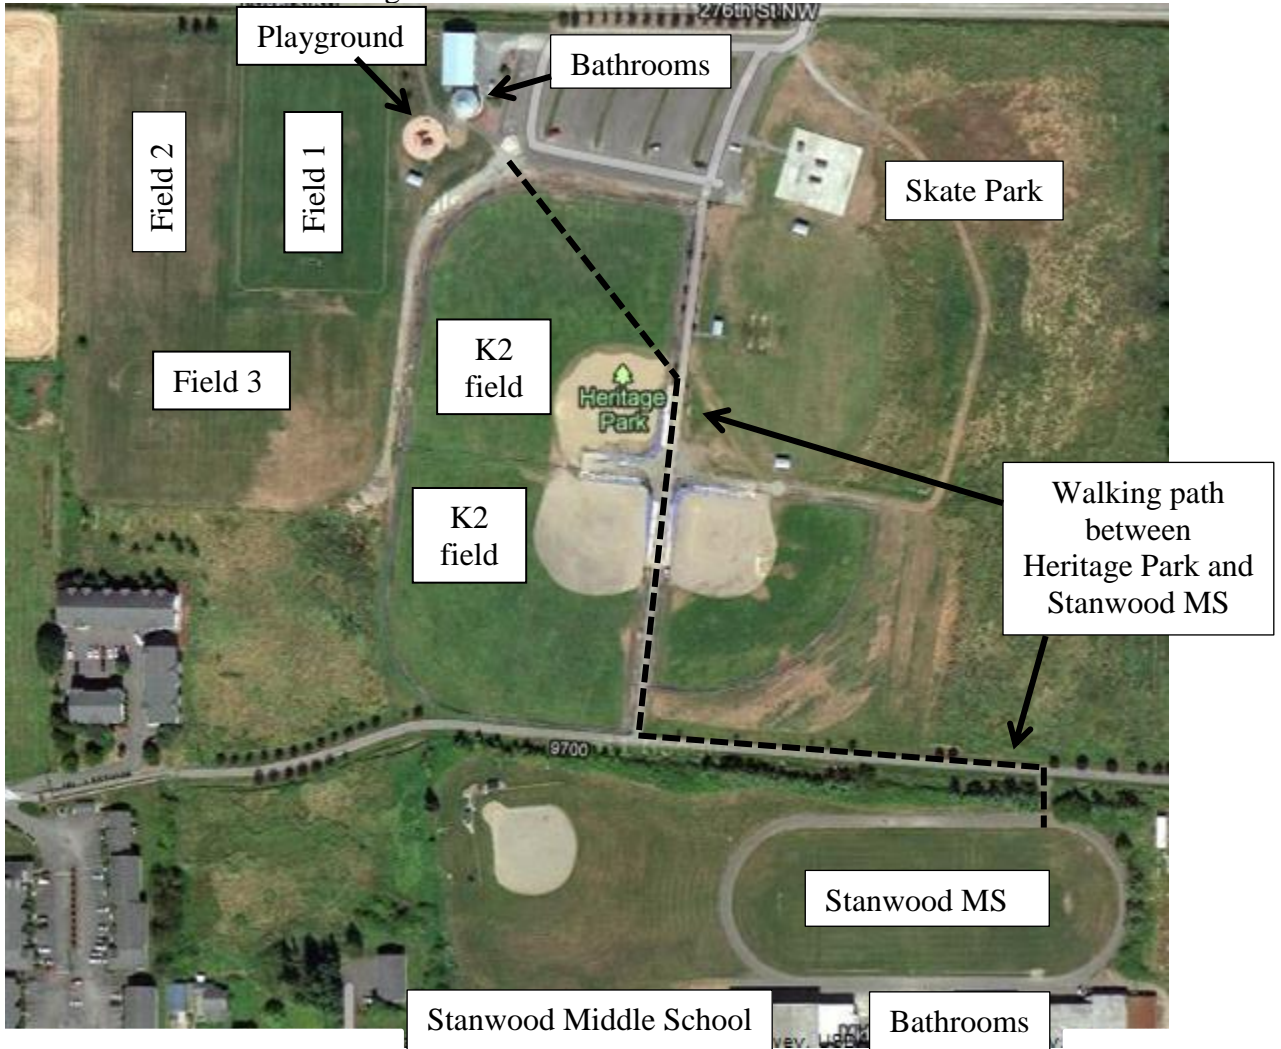 276th St NW
Playground
Bathrooms
Field 2
Field 1
Skate Park
K2
field
Field 3
Heritage
Park
K2
field
Walking path
between
Heritage Park and
Stanwood MS
9700
Stanwood MS
Stanwood Middle School
Bathrooms